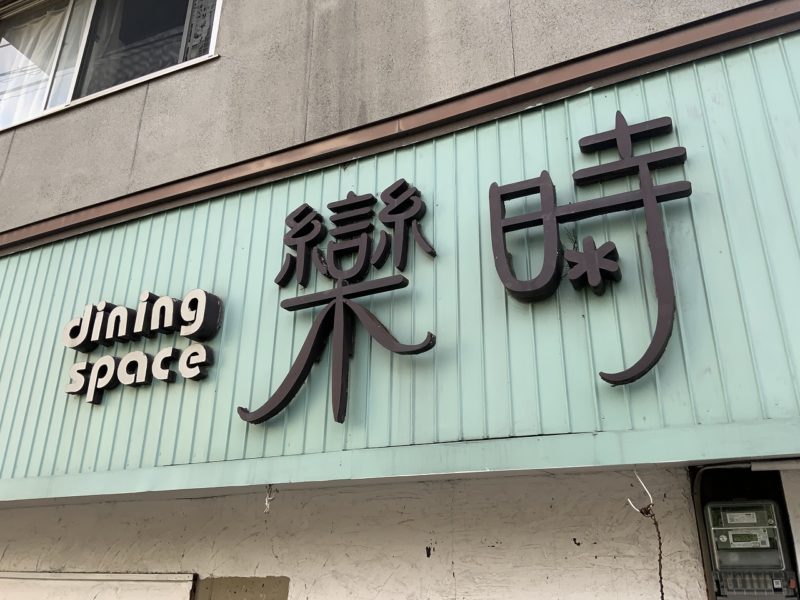 dining
space
欒時